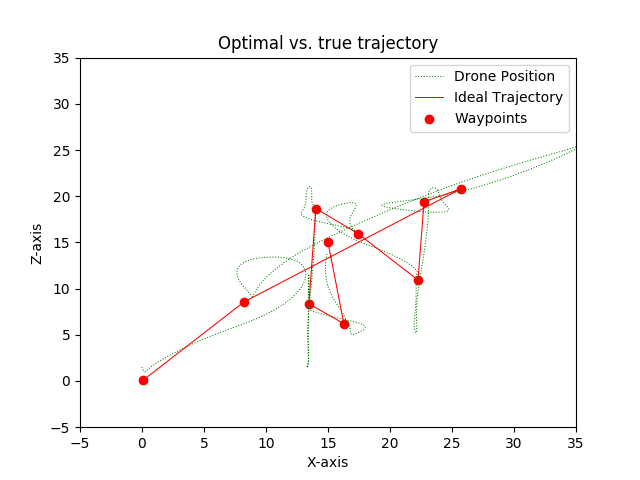 Optimal vs. true trajectory
Drone Position
Ideal Trajectory
Waypoints
35
30
25
20
15
10
5
0
−5
Z-axis
−5 0 5 10 15 20 25 30 35
X-axis